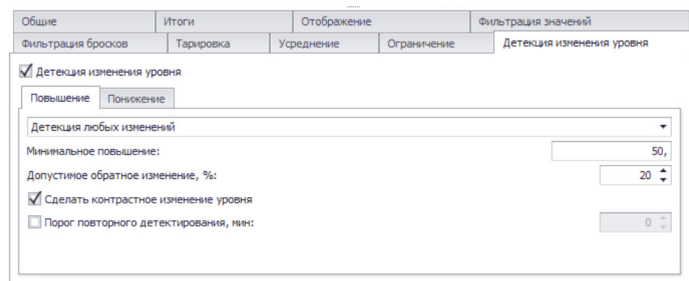 Общие Итоги Отображение Фильтрация значений
Фильтрация бросков Тарировка Усреднение Ограничение Детекция изменения уровня
Детекция изменения уровня
Повышение Понижение
Детекция любых изменений
Минимальное повышение: 50,
Допустимое обратное изменение, %: 20
Сделать контрастное изменение уровня
Порог повторного детектирования, мин: 0